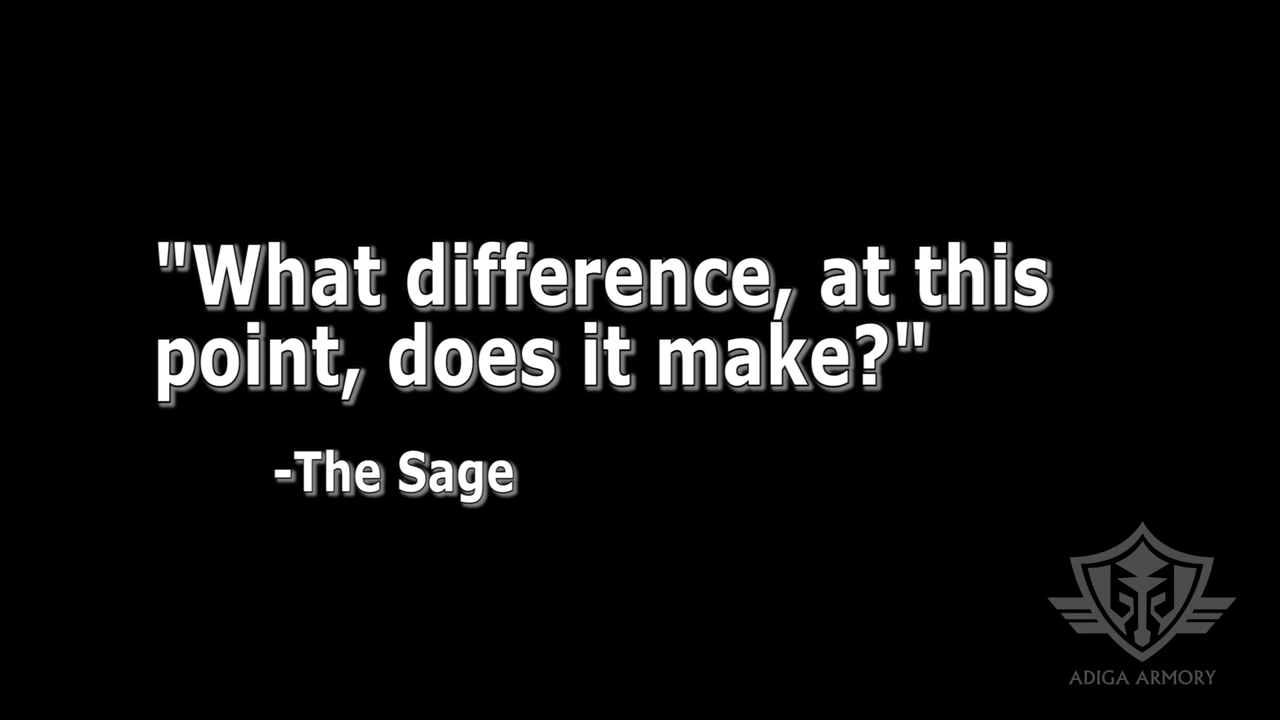 "What difference, at this
point, does it make?"
-The Sage
ADIGA ARMORY